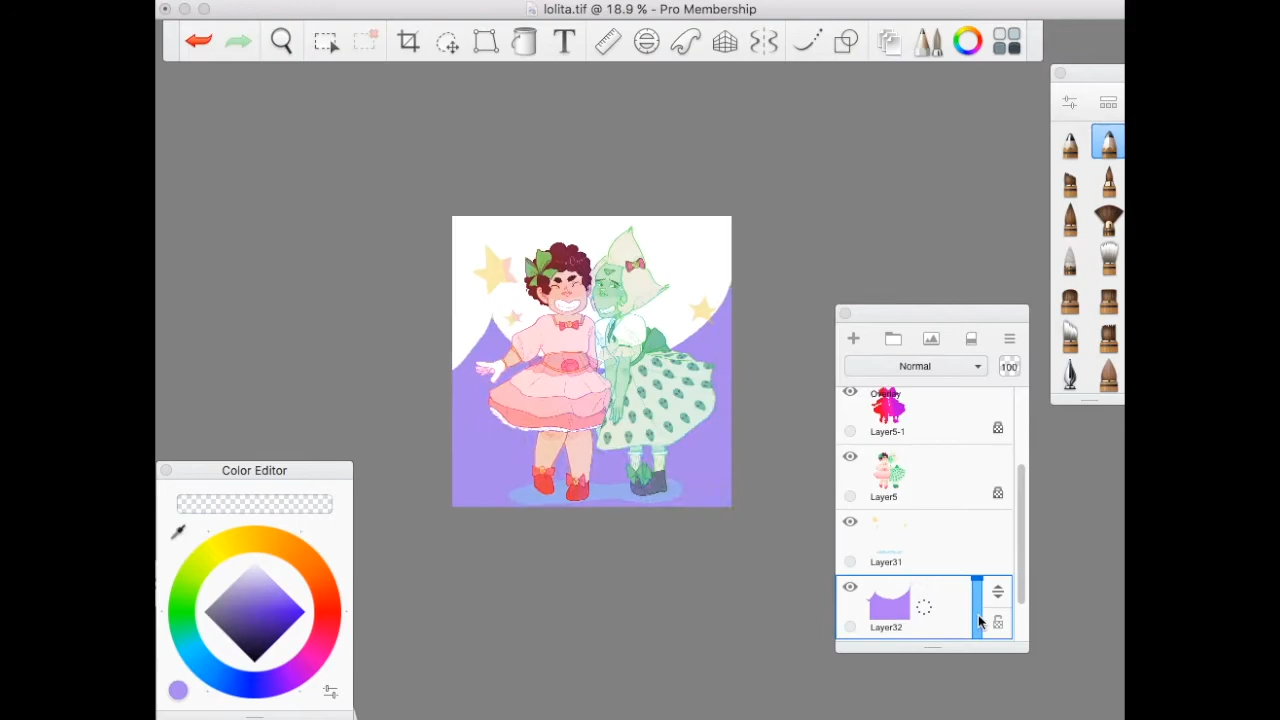 lolita.tif @ 18.9 % - Pro Membership
T
Normal
100
Overlay
Layer5-1
Layer5
Layer31
Layer32
Color Editor